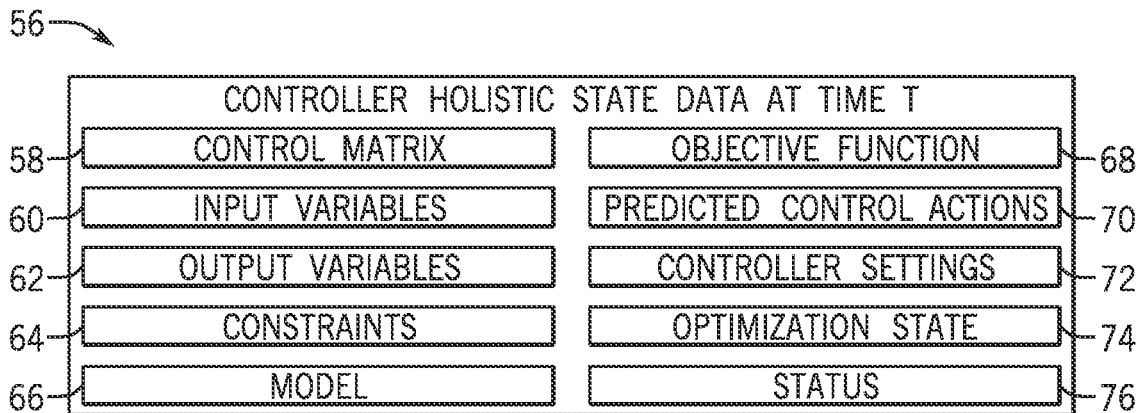 56
CONTROLLER HOLISTIC STATE DATA AT TIME T
58 CONTROL MATRIX OBJECTIVE FUNCTION 68
60 INPUT VARIABLES PREDICTED CONTROL ACTIONS 70
62 OUTPUT VARIABLES CONTROLLER SETTINGS 72
64 CONSTRAINTS OPTIMIZATION STATE 74
66 MODEL STATUS 76